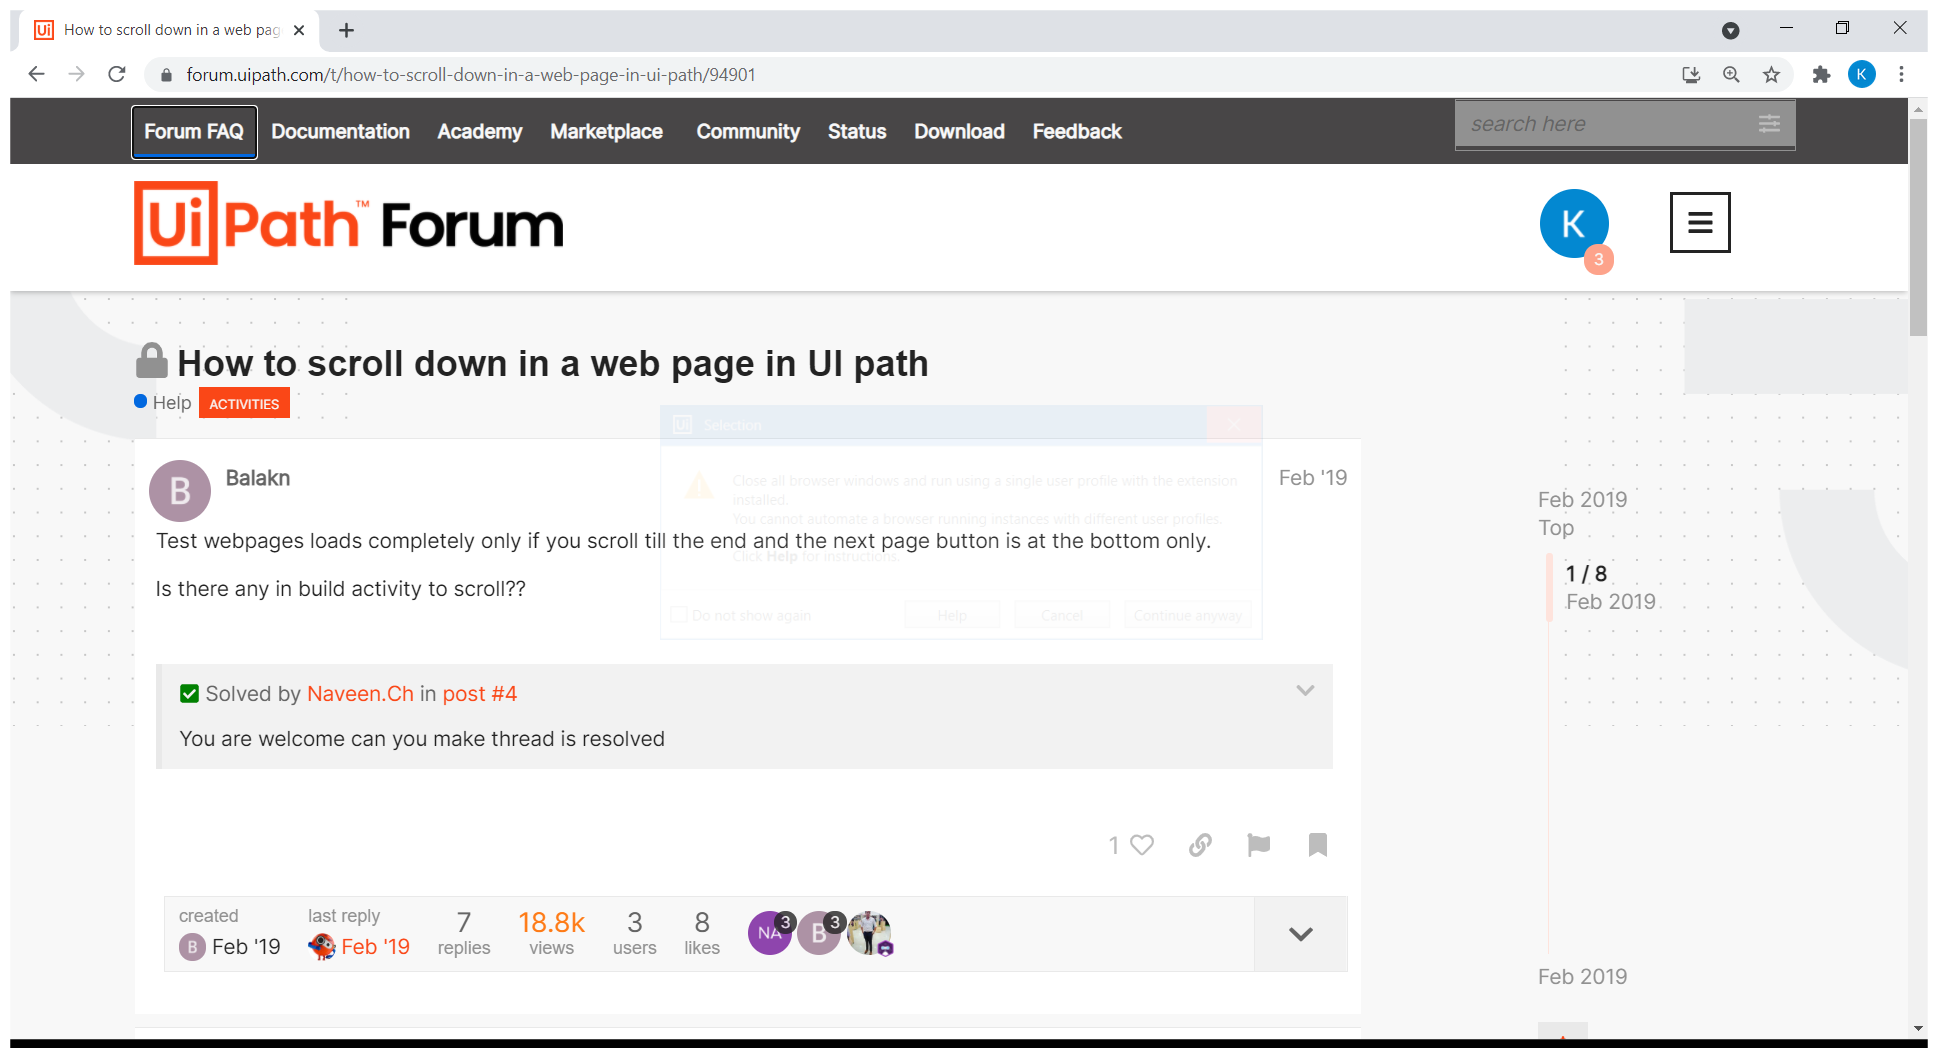 Ui How to scroll down in a web pag
forum.uipath.com/t/how-to-scroll-down-in-a-web-page-in-ui-path/94901
K
Forum FAQ Documentation Academy Marketplace Community Status Download Feedback
search here
UiPath™ Forum
K
3
How to scroll down in a web page in UI path
Help ACTIVITIES
Ui Selection
B Balakn
Feb '19
Close all browser windows and run using a single user profile with the extension
installed.
You cannot automate a browser running instances with different user profiles.
Test webpages loads completely only if you scroll till the end and the next page button is at the bottom only.
Click Help for instructions.
Is there any in build activity to scroll??
Do not show again Help Cancel Continue anyway
Feb 2019
Top
1 / 8
Feb 2019
Solved by Naveen.Ch in post #4
You are welcome can you make thread is resolved
1
created last reply 7 18.8k 3 8 NA 3 B 3
B Feb '19 Feb '19 replies views users likes
Feb 2019